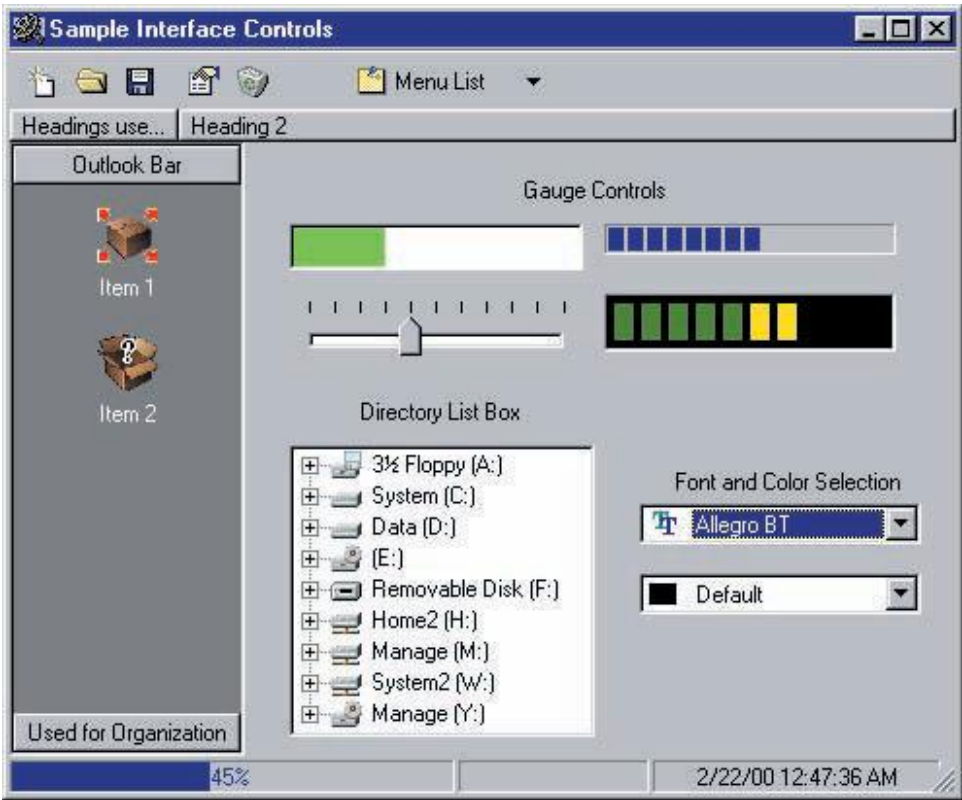 Sample Interface Controls
Menu List
Headings use... Heading 2
Outlook Bar
Item 1
Item 2
Used for Organization
Gauge Controls
Directory List Box
3½ Floppy (A:)
System (C:)
Data (D:)
(E:)
Removable Disk (F:)
Home2 (H:)
Manage (M:)
System2 (W:)
Manage (Y:)
Font and Color Selection
Allegro BT
Default
45% 2/22/00 12:47:36 AM